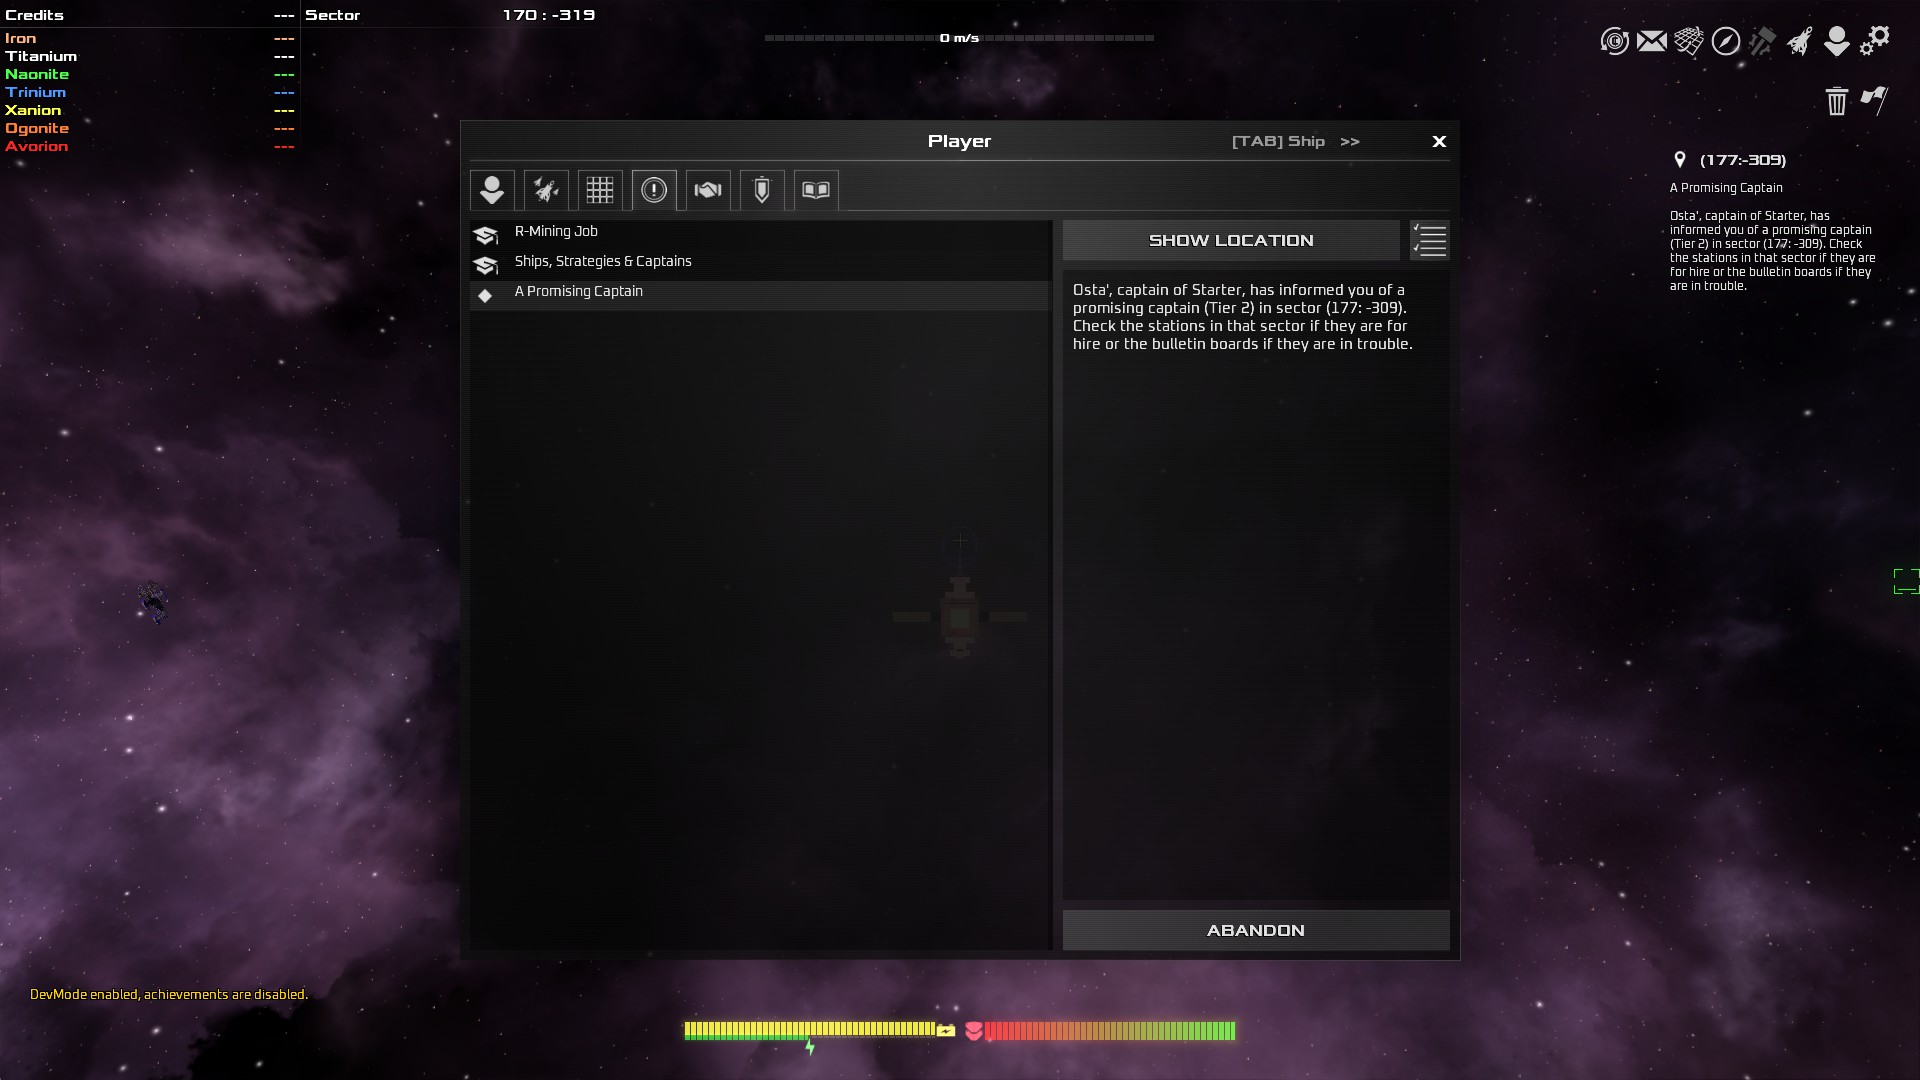 Credits --- Sector 170 : -319
Iron ---
Titanium ---
Naonite ---
Trinium ---
Xanion ---
Ogonite ---
Avorion ---
0 m/s
Player
[TAB] Ship >>
X
R-Mining Job
Ships, Strategies & Captains
A Promising Captain
SHOW LOCATION
Osta', captain of Starter, has informed you of a
promising captain (Tier 2) in sector (177: -309).
Check the stations in that sector if they are for
hire or the bulletin boards if they are in trouble.
ABANDON
(177:-309)
A Promising Captain
Osta', captain of Starter, has
informed you of a promising captain
(Tier 2) in sector (177: -309). Check
the stations in that sector if they are
for hire or the bulletin boards if they
are in trouble.
DevMode enabled, achievements are disabled.